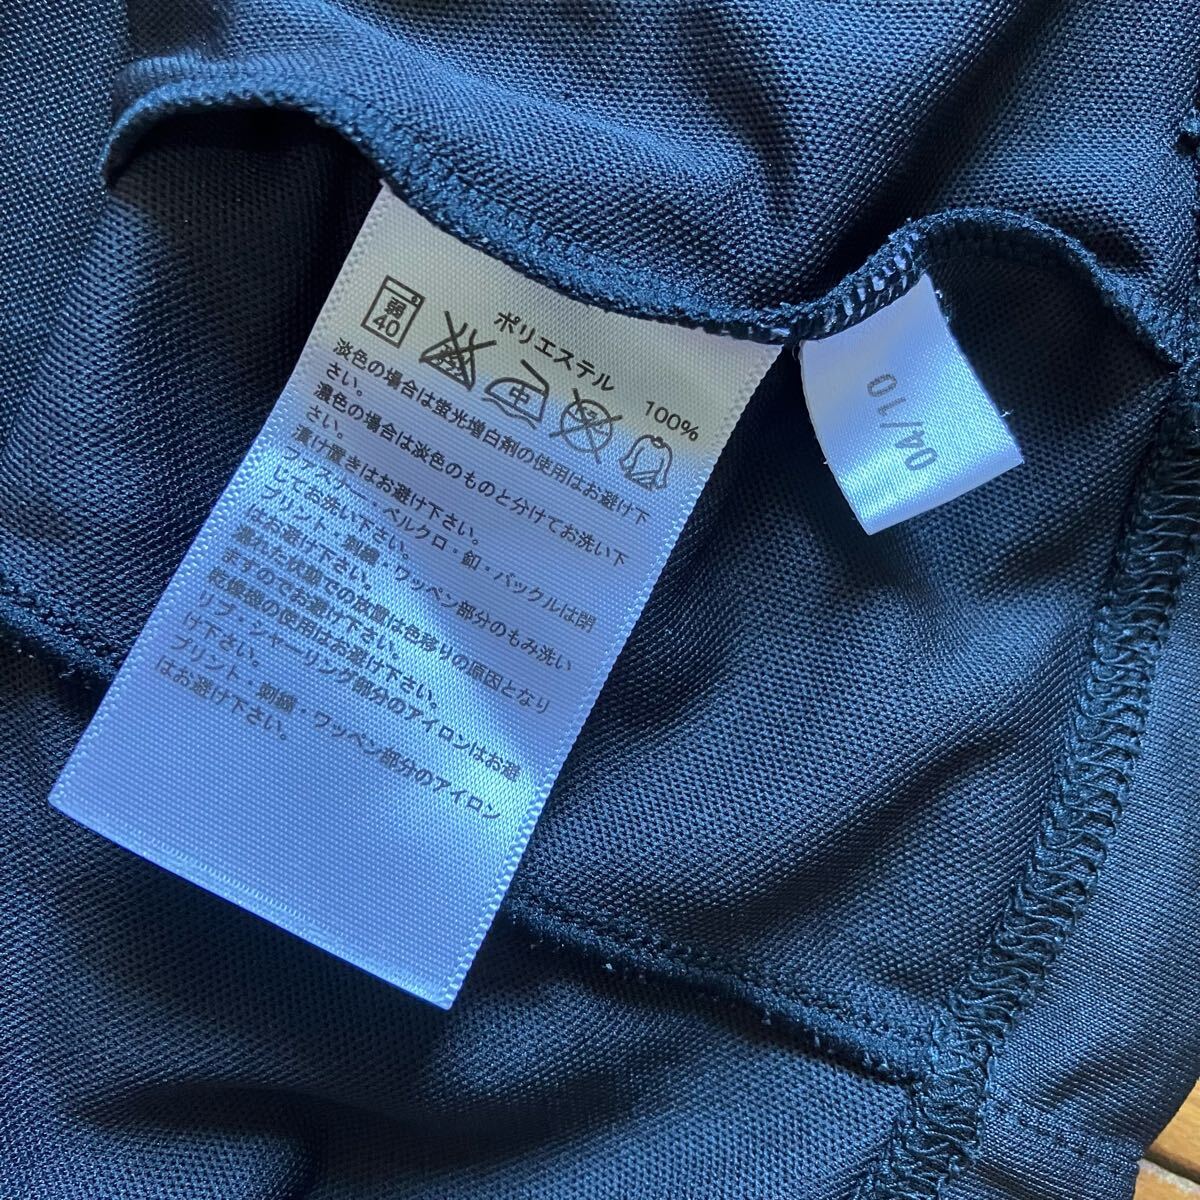 弱
40
中
ポリエステル 100%
淡色の場合は蛍光増白剤の使用はお避け下
さい。
濃色の場合は淡色のものと分けてお洗い下
さい。
漬け置きはお避け下さい。
ファスナー・ベルクロ・釦・バックルは閉
じてお洗い下さい。
プリント・刺繍・ワッペン部分のもみ洗い
はお避け下さい。
濡れた状態での放置は色移りの原因となり
ますのでお避け下さい。
乾燥機の使用はお避け下さい。
リブ・シャーリング部分のアイロンはお避
け下さい。
プリント・刺繍・ワッペン部分のアイロン
はお避け下さい。
04/10